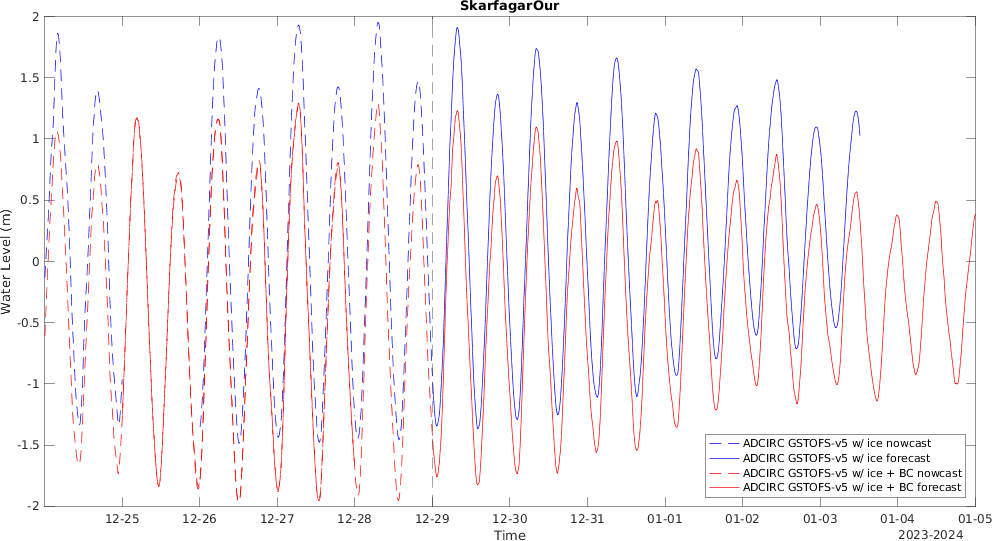 SkarfagarOur
2
1.5
1
0.5
0
-0.5
-1
-1.5
-2
Water Level (m)
ADCIRC GSTOFS-v5 w/ ice nowcast
ADCIRC GSTOFS-v5 w/ ice forecast
ADCIRC GSTOFS-v5 w/ ice + BC nowcast
ADCIRC GSTOFS-v5 w/ ice + BC forecast
12-25 12-26 12-27 12-28 12-29 12-30 12-31 01-01 01-02 01-03 01-04 01-05
Time
2023-2024